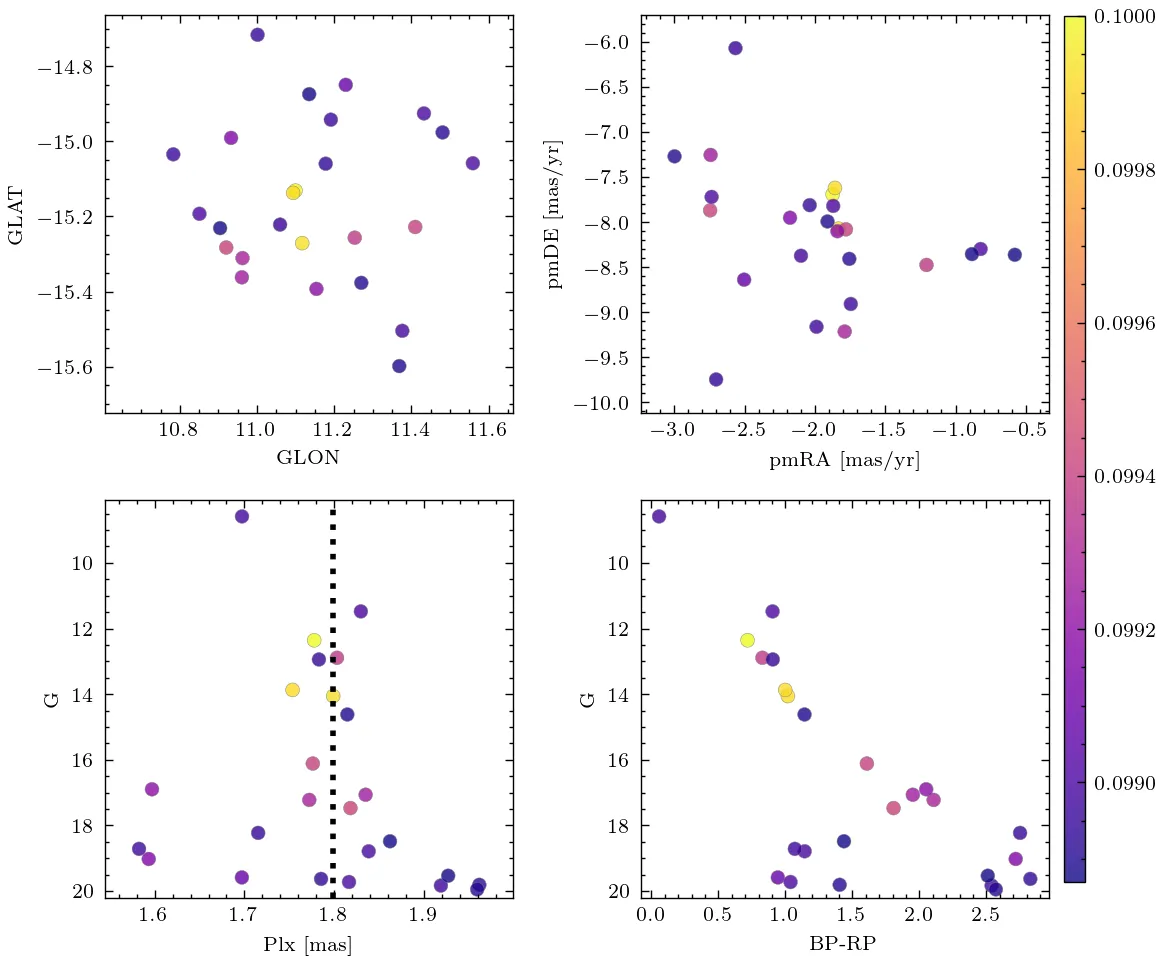 −14.8
−15.0
−15.2
−15.4
−15.6
GLAT
10.8 11.0 11.2 11.4 11.6
GLON
−6.0
−6.5
−7.0
−7.5
−8.0
−8.5
−9.0
−9.5
−10.0
pmDE [mas/yr]
−3.0 −2.5 −2.0 −1.5 −1.0 −0.5
pmRA [mas/yr]
10
12
14
16
18
20
G
1.6 1.7 1.8 1.9
Plx [mas]
10
12
14
16
18
20
G
0.0 0.5 1.0 1.5 2.0 2.5
BP-RP
0.1000
0.0998
0.0996
0.0994
0.0992
0.0990